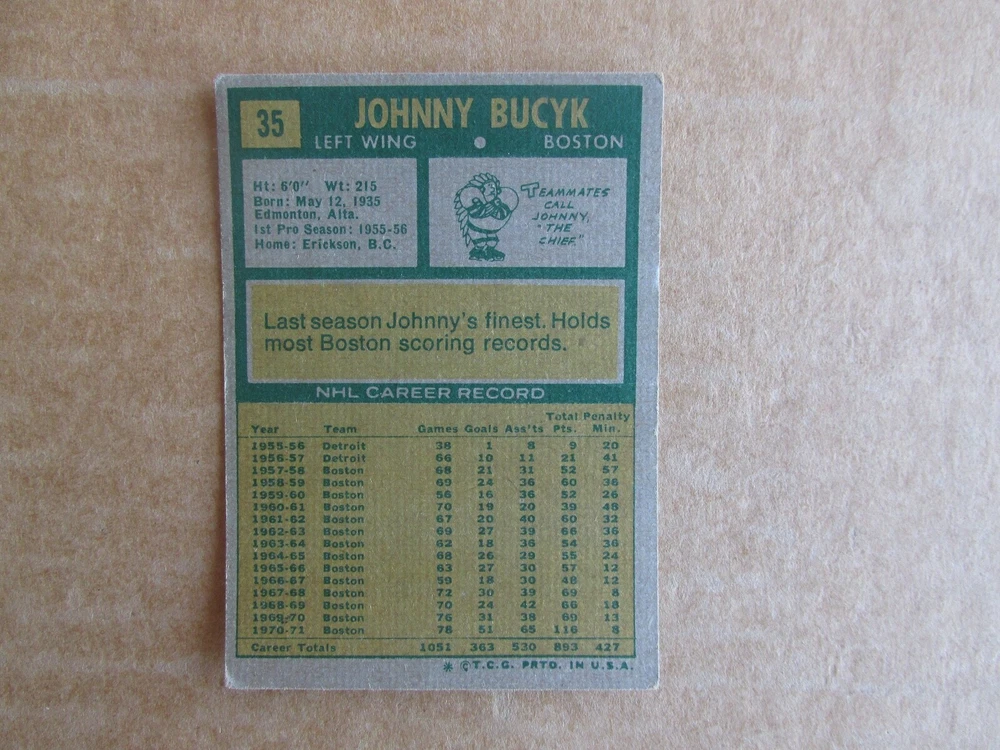 35
JOHNNY BUCYK
LEFT WING • BOSTON
Ht: 6'0" Wt: 215
Born: May 12, 1935
Edmonton, Alta.
1st Pro Season: 1955-56
Home: Erickson, B.C.
TEAMMATES
CALL
JOHNNY,
"THE
CHIEF."
Last season Johnny's finest. Holds
most Boston scoring records.
NHL CAREER RECORD
Total Penalty
Year Team Games Goals Ass'ts Pts. Min.
1955-56 Detroit 38 1 8 9 20
1956-57 Detroit 66 10 11 21 41
1957-58 Boston 68 21 31 52 57
1958-59 Boston 69 24 36 60 36
1959-60 Boston 56 16 36 52 26
1960-61 Boston 70 19 20 39 48
1961-62 Boston 67 20 40 60 32
1962-63 Boston 69 27 39 66 36
1963-64 Boston 62 18 36 54 36
1964-65 Boston 68 26 29 55 24
1965-66 Boston 63 27 30 57 12
1966-67 Boston 59 18 30 48 12
1967-68 Boston 72 30 39 69 8
1968-69 Boston 70 24 42 66 18
1969-70 Boston 76 31 38 69 13
1970-71 Boston 78 51 65 116 8
Career Totals 1051 363 530 893 427
* © T.C.G. PRTD. IN U.S.A.